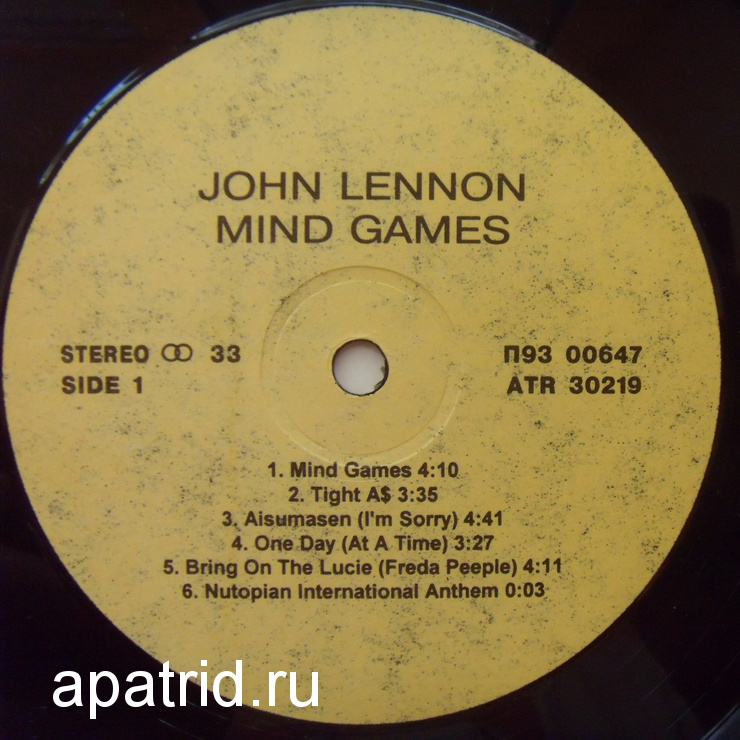 JOHN LENNON
MIND GAMES
STEREO 33
SIDE 1
П93 00647
ATR 30219
1. Mind Games 4:10
2. Tight A$ 3:35
3. Aisumasen (I'm Sorry) 4:41
4. One Day (At A Time) 3:27
5. Bring On The Lucie (Freda Peeple) 4:11
6. Nutopian International Anthem 0:03
apatrid.ru